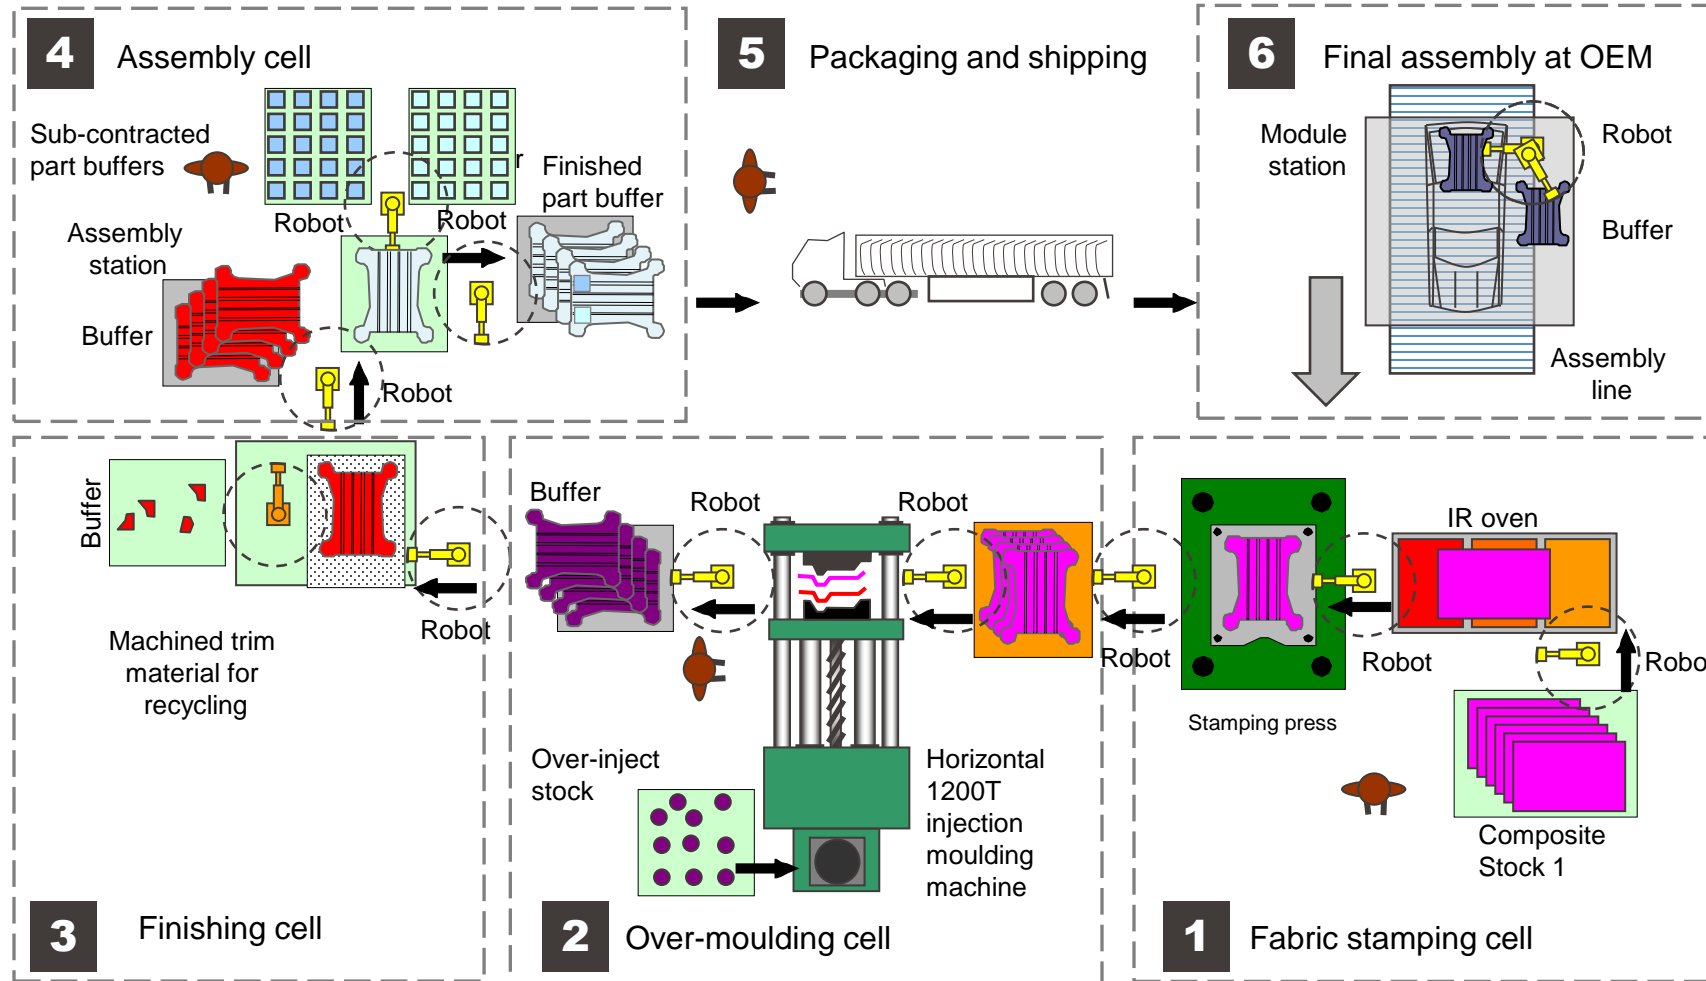 4
Assembly cell
Sub-contracted
part buffers
Robot
r
Robot
Finished
part buffer
Assembly
station
Buffer
Robot
5
Packaging and shipping
6
Final assembly at OEM
Module
station
Robot
Buffer
Assembly
line
Buffer
Robot
Machined trim
material for
recycling
3
Finishing cell
Buffer
Robot
Robot
Robot
Over-inject
stock
Horizontal
1200T
injection
moulding
machine
2
Over-moulding cell
IR oven
Robot
Robo
Stamping press
Composite
Stock 1
1
Fabric stamping cell